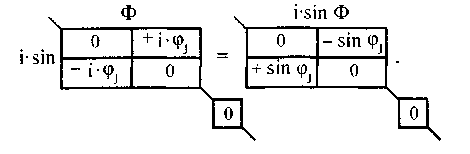 Φ i·sin Φ
i·sin 0 +i·φj = 0 − sin φj
− i·φj 0 +sin φj 0 .
0 0